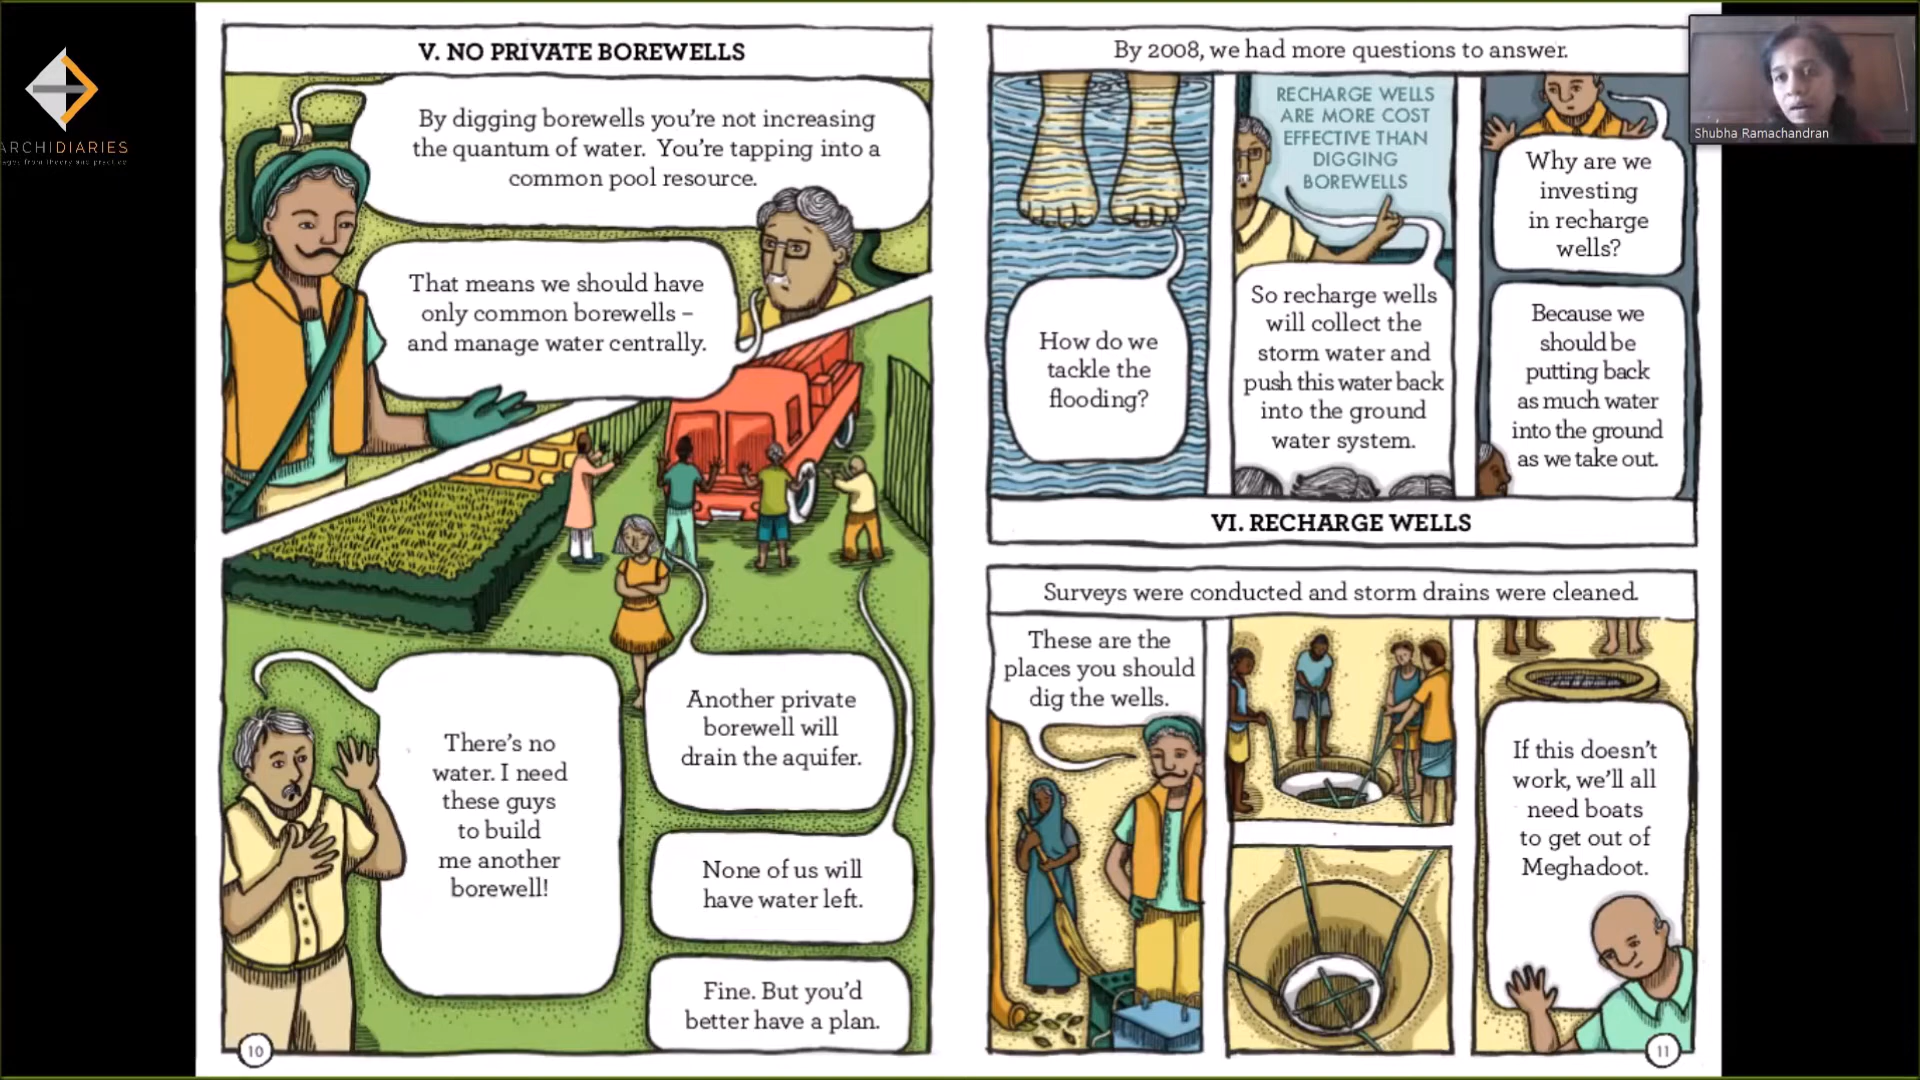 ARCHIDIARIES
V. NO PRIVATE BOREWELLS
By digging borewells you're not increasing
the quantum of water. You're tapping into a
common pool resource.
That means we should have
only common borewells –
and manage water centrally.
There's no
water. I need
these guys
to build
me another
borewell!
Another private
borewell will
drain the aquifer.
None of us will
have water left.
Fine. But you'd
better have a plan.
10
By 2008, we had more questions to answer.
How do we
tackle the
flooding?
RECHARGE WELLS
ARE MORE COST
EFFECTIVE THAN
DIGGING
BOREWELLS
So recharge wells
will collect the
storm water and
push this water back
into the ground
water system.
Why are we
investing
in recharge
wells?
Because we
should be
putting back
as much water
into the ground
as we take out.
VI. RECHARGE WELLS
Surveys were conducted and storm drains were cleaned.
These are the
places you should
dig the wells.
If this doesn't
work, we'll all
need boats
to get out of
Meghadoot.
11
Shubha Ramachandran